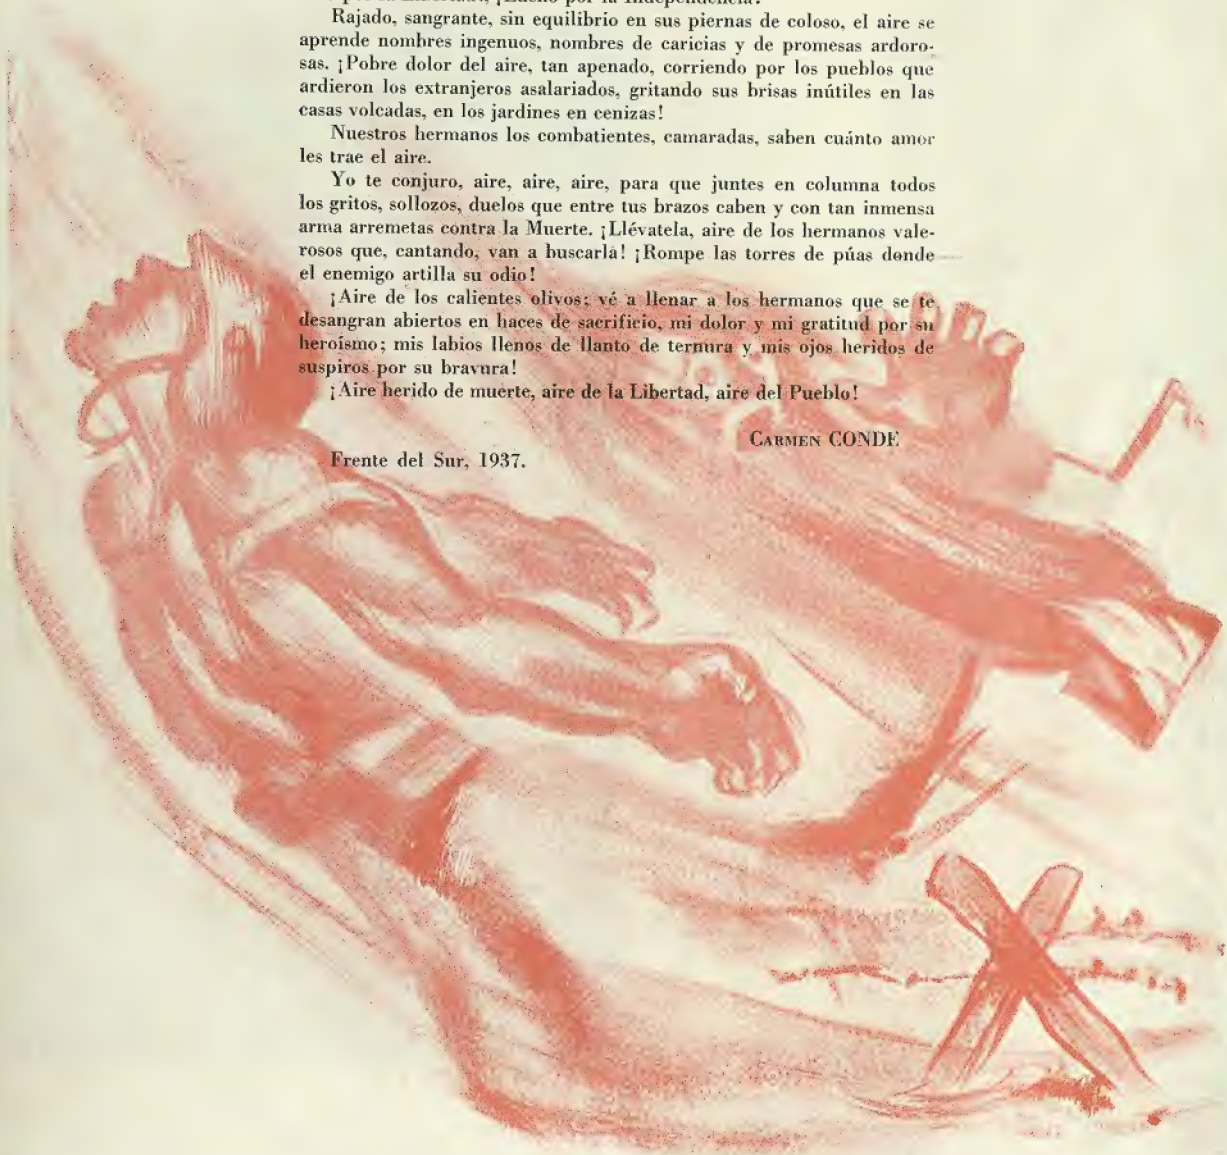 Rajado, sangrante, sin equilibrio en sus piernas de coloso, el aire se
aprende nombres ingenuos, nombres de caricias y de promesas ardoro-
sas. ¡Pobre dolor del aire, tan apenado, corriendo por los pueblos que
ardieron los extranjeros asalariados, gritando sus brisas inútiles en las
casas volcadas, en los jardines en cenizas!
Nuestros hermanos los combatientes, camaradas, saben cuánto amor
les trae el aire.
Yo te conjuro, aire, aire, aire, para que juntes en columna todos
los gritos, sollozos, duelos que entre tus brazos caben y con tan inmensa
arma arremetas contra la Muerte. ¡Llévatela, aire de los hermanos vale-
rosos que, cantando, van a buscarla! ¡Rompe las torres de púas donde
el enemigo artilla su odio!
¡Aire de los calientes olivos; vé a llenar a los hermanos que se te
desangran abiertos en haces de sacrificio, mi dolor y mi gratitud por su
heroismo; mis labios llenos de llanto de ternura y mis ojos heridos de
suspiros por su bravura!
¡Aire herido de muerte, aire de la Libertad, aire del Pueblo!
CARMEN CONDE
Frente del Sur, 1937.